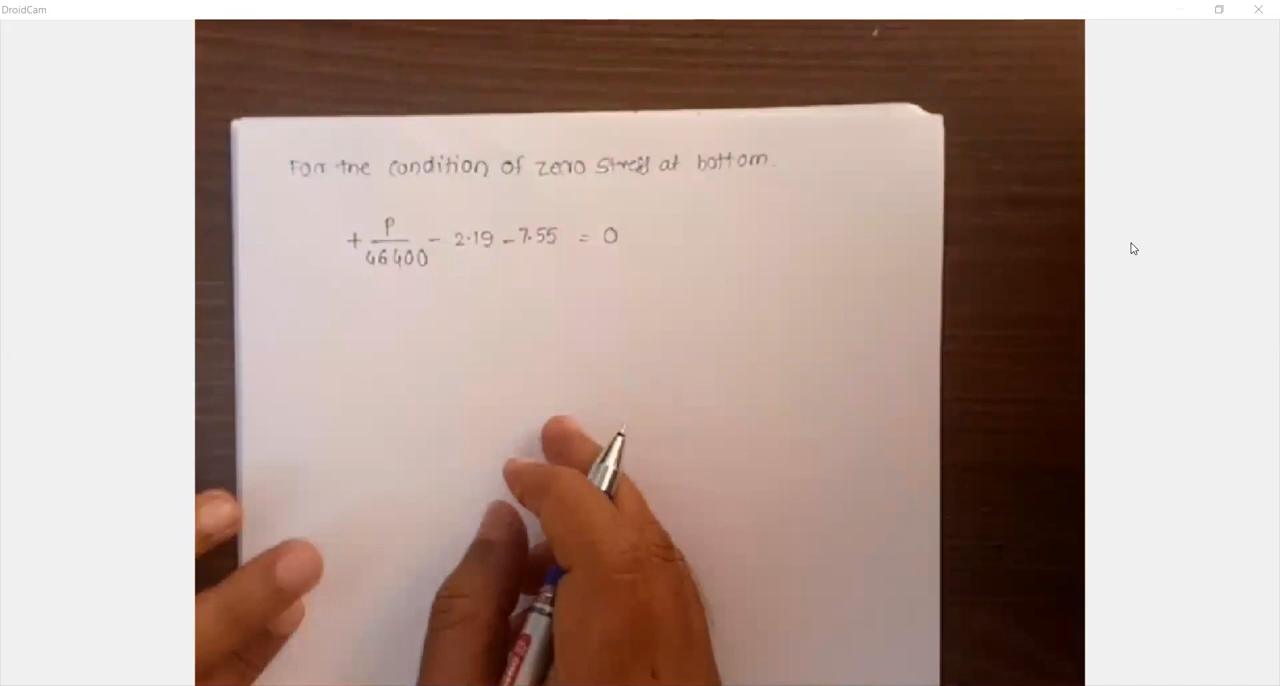 DroidCam
For the condition of zero stress at bottom.
+ P/46400 - 2.19 - 7.55 = 0